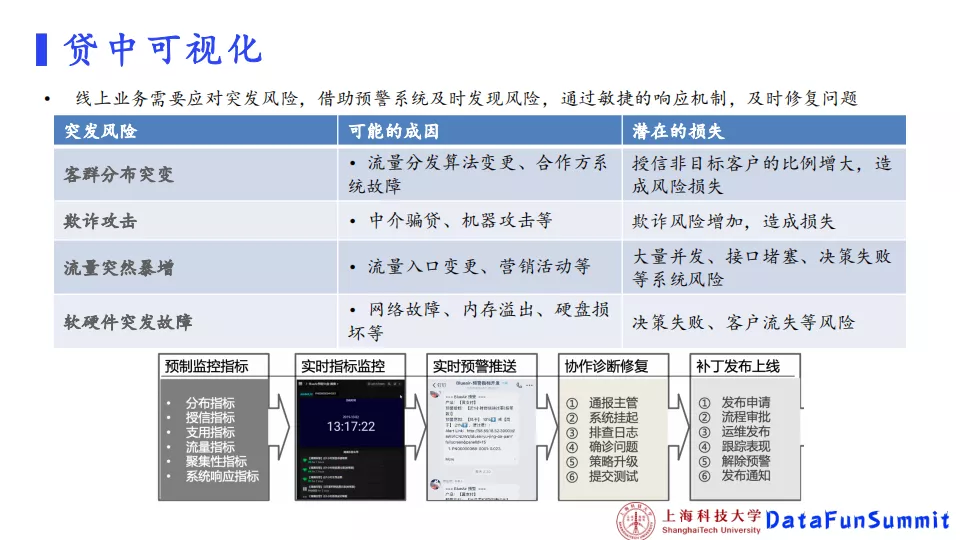 贷中可视化
• 线上业务需要应对突发风险，借助预警系统及时发现风险，通过敏捷的响应机制，及时修复问题
突发风险
可能的成因
潜在的损失
客群分布突变
• 流量分发算法变更、合作方系
统故障
授信非目标客户的比例增大，造
成风险损失
欺诈攻击
• 中介骗贷、机器攻击等
欺诈风险增加，造成损失
流量突然暴增
• 流量入口变更、营销活动等
大量并发、接口堵塞、决策失败
等系统风险
软硬件突发故障
• 网络故障、内存溢出、硬盘损
坏等
决策失败、客户流失等风险
预制监控指标
• 分布指标
• 授信指标
• 支用指标
• 流量指标
• 聚集性指标
• 系统响应指标
实时指标监控
13:17:22
实时预警推送
协作诊断修复
① 通报主管
② 系统挂起
③ 排查日志
④ 确诊问题
⑤ 策略升级
⑥ 提交测试
补丁发布上线
① 发布申请
② 流程审批
③ 运维发布
④ 跟踪表现
⑤ 解除预警
⑥ 发布通知
上海科技大学
ShanghaiTech University
DataFunSummit